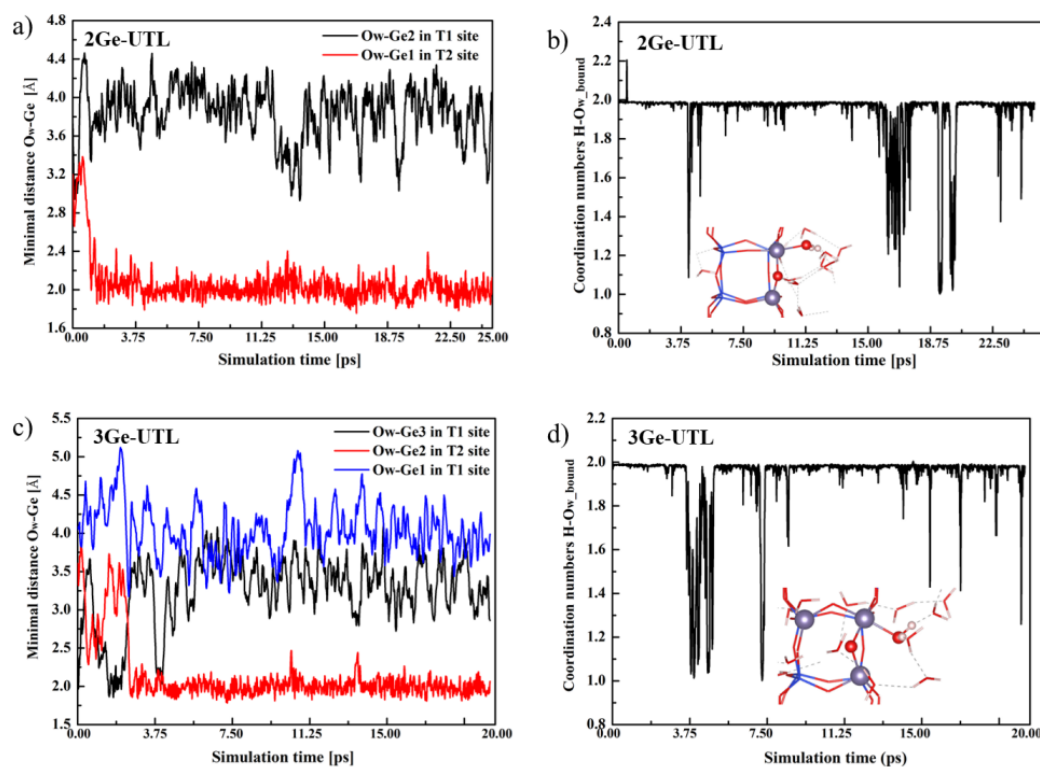 a)
2Ge-UTL
Ow-Ge2 in T1 site
Ow-Ge1 in T2 site
Minimal distance Ow-Ge [Å]
4.8
4.4
4.0
3.6
3.2
2.8
2.4
2.0
1.6
0.00 3.75 7.50 11.25 15.00 18.75 22.50 25.00
Simulation time [ps]
b)
2Ge-UTL
Coordination numbers H-Ow_bound
2.4
2.2
2.0
1.8
1.6
1.4
1.2
1.0
0.8
0.00 3.75 7.50 11.25 15.00 18.75 22.50
Simulation time [ps]
c)
3Ge-UTL
Ow-Ge3 in T1 site
Ow-Ge2 in T2 site
Ow-Ge1 in T1 site
Minimal distance Ow-Ge [Å]
5.5
5.0
4.5
4.0
3.5
3.0
2.5
2.0
1.5
0.00 3.75 7.50 11.25 15.00 20.00
Simulation time [ps]
d)
3Ge-UTL
Coordination numbers H-Ow_bound
2.2
2.0
1.8
1.6
1.4
1.2
1.0
0.8
0.00 3.75 7.50 11.25 15.00 20.00
Simulation time (ps)